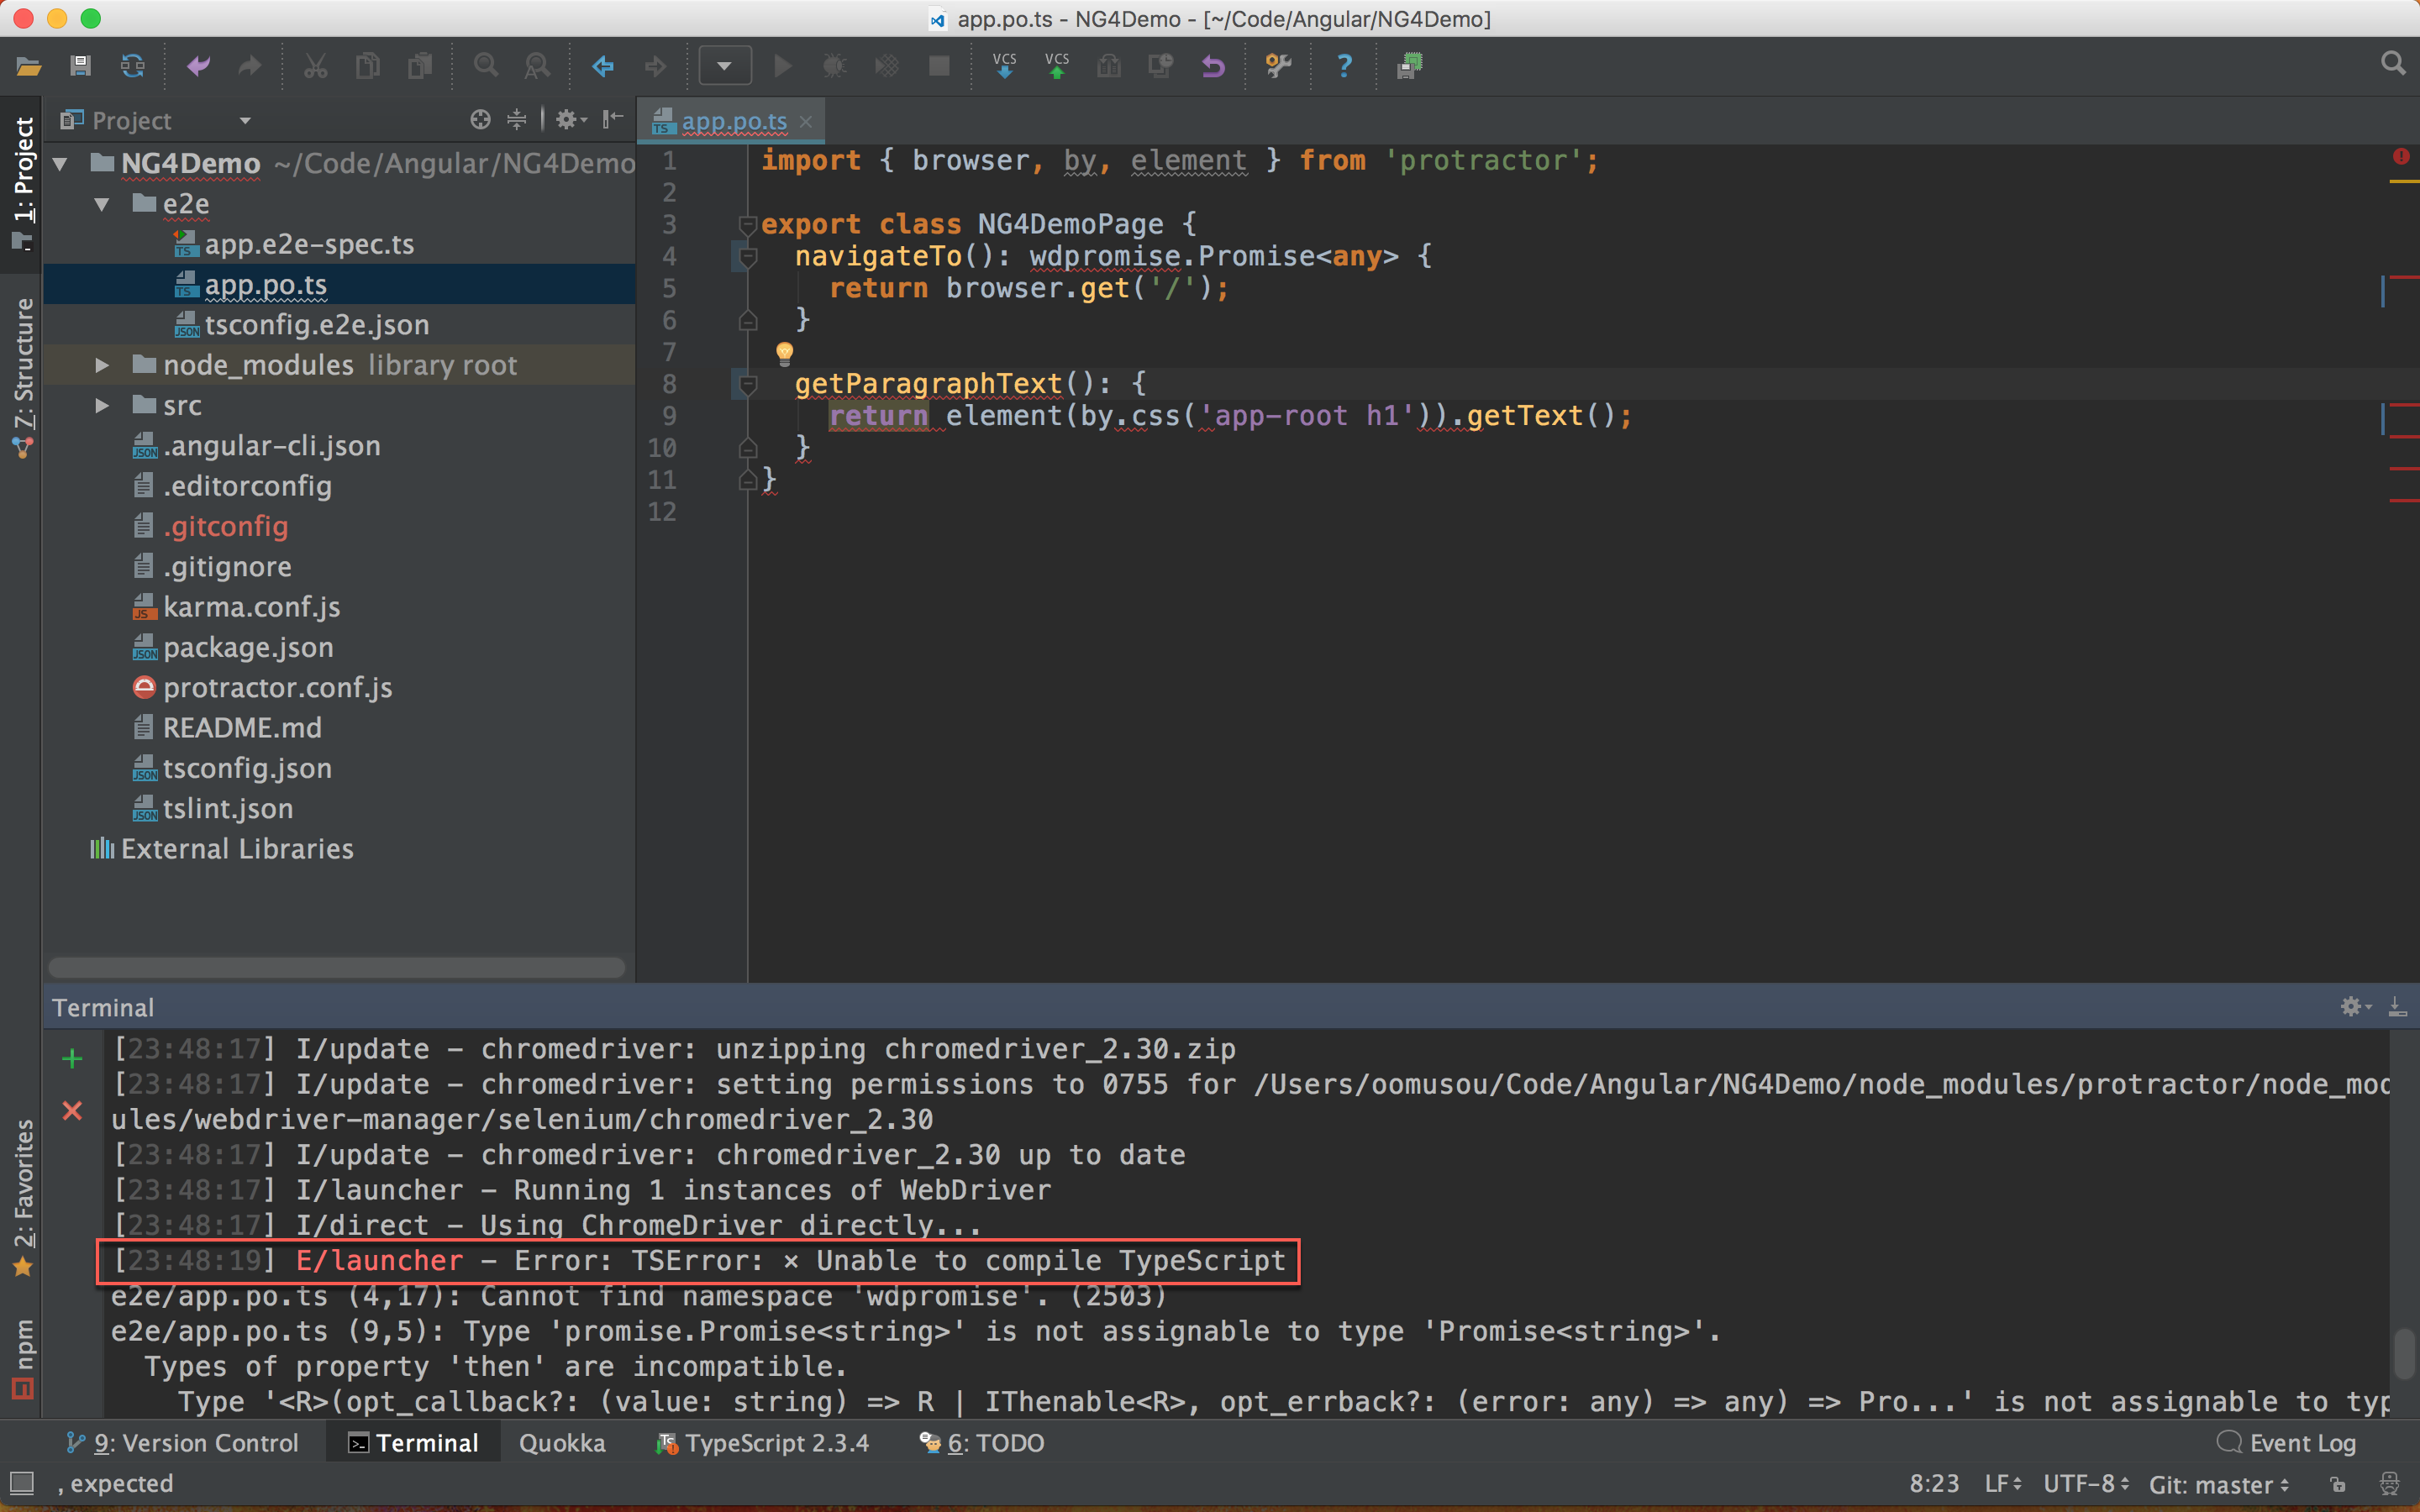 app.po.ts - NG4Demo - [~/Code/Angular/NG4Demo]
VCS VCS ?
1: Project
Z: Structure
2: Favorites
npm
Project
NG4Demo ~/Code/Angular/NG4Demo
e2e
app.e2e-spec.ts
app.po.ts
tsconfig.e2e.json
node_modules library root
src
.angular-cli.json
.editorconfig
.gitconfig
.gitignore
karma.conf.js
package.json
protractor.conf.js
README.md
tsconfig.json
tslint.json
External Libraries
app.po.ts
1 import { browser, by, element } from 'protractor';
2
3 export class NG4DemoPage {
4 navigateTo(): wdpromise.Promise<any> {
5 return browser.get('/');
6 }
7
8 getParagraphText(): {
9 return element(by.css('app-root h1')).getText();
10 }
11 }
12
Terminal
[23:48:17] I/update - chromedriver: unzipping chromedriver_2.30.zip
[23:48:17] I/update - chromedriver: setting permissions to 0755 for /Users/oomusou/Code/Angular/NG4Demo/node_modules/protractor/node_mod
ules/webdriver-manager/selenium/chromedriver_2.30
[23:48:17] I/update - chromedriver: chromedriver_2.30 up to date
[23:48:17] I/launcher - Running 1 instances of WebDriver
[23:48:17] I/direct - Using ChromeDriver directly...
[23:48:19] E/launcher - Error: TSError: ⨯ Unable to compile TypeScript
e2e/app.po.ts (4,17): Cannot find namespace 'wdpromise'. (2503)
e2e/app.po.ts (9,5): Type 'promise.Promise<string>' is not assignable to type 'Promise<string>'.
Types of property 'then' are incompatible.
Type '<R>(opt_callback?: (value: string) => R | IThenable<R>, opt_errback?: (error: any) => any) => Pro...' is not assignable to typ
9: Version Control Terminal Quokka TypeScript 2.3.4 6: TODO Event Log
, expected 8:23 LF UTF-8 Git: master